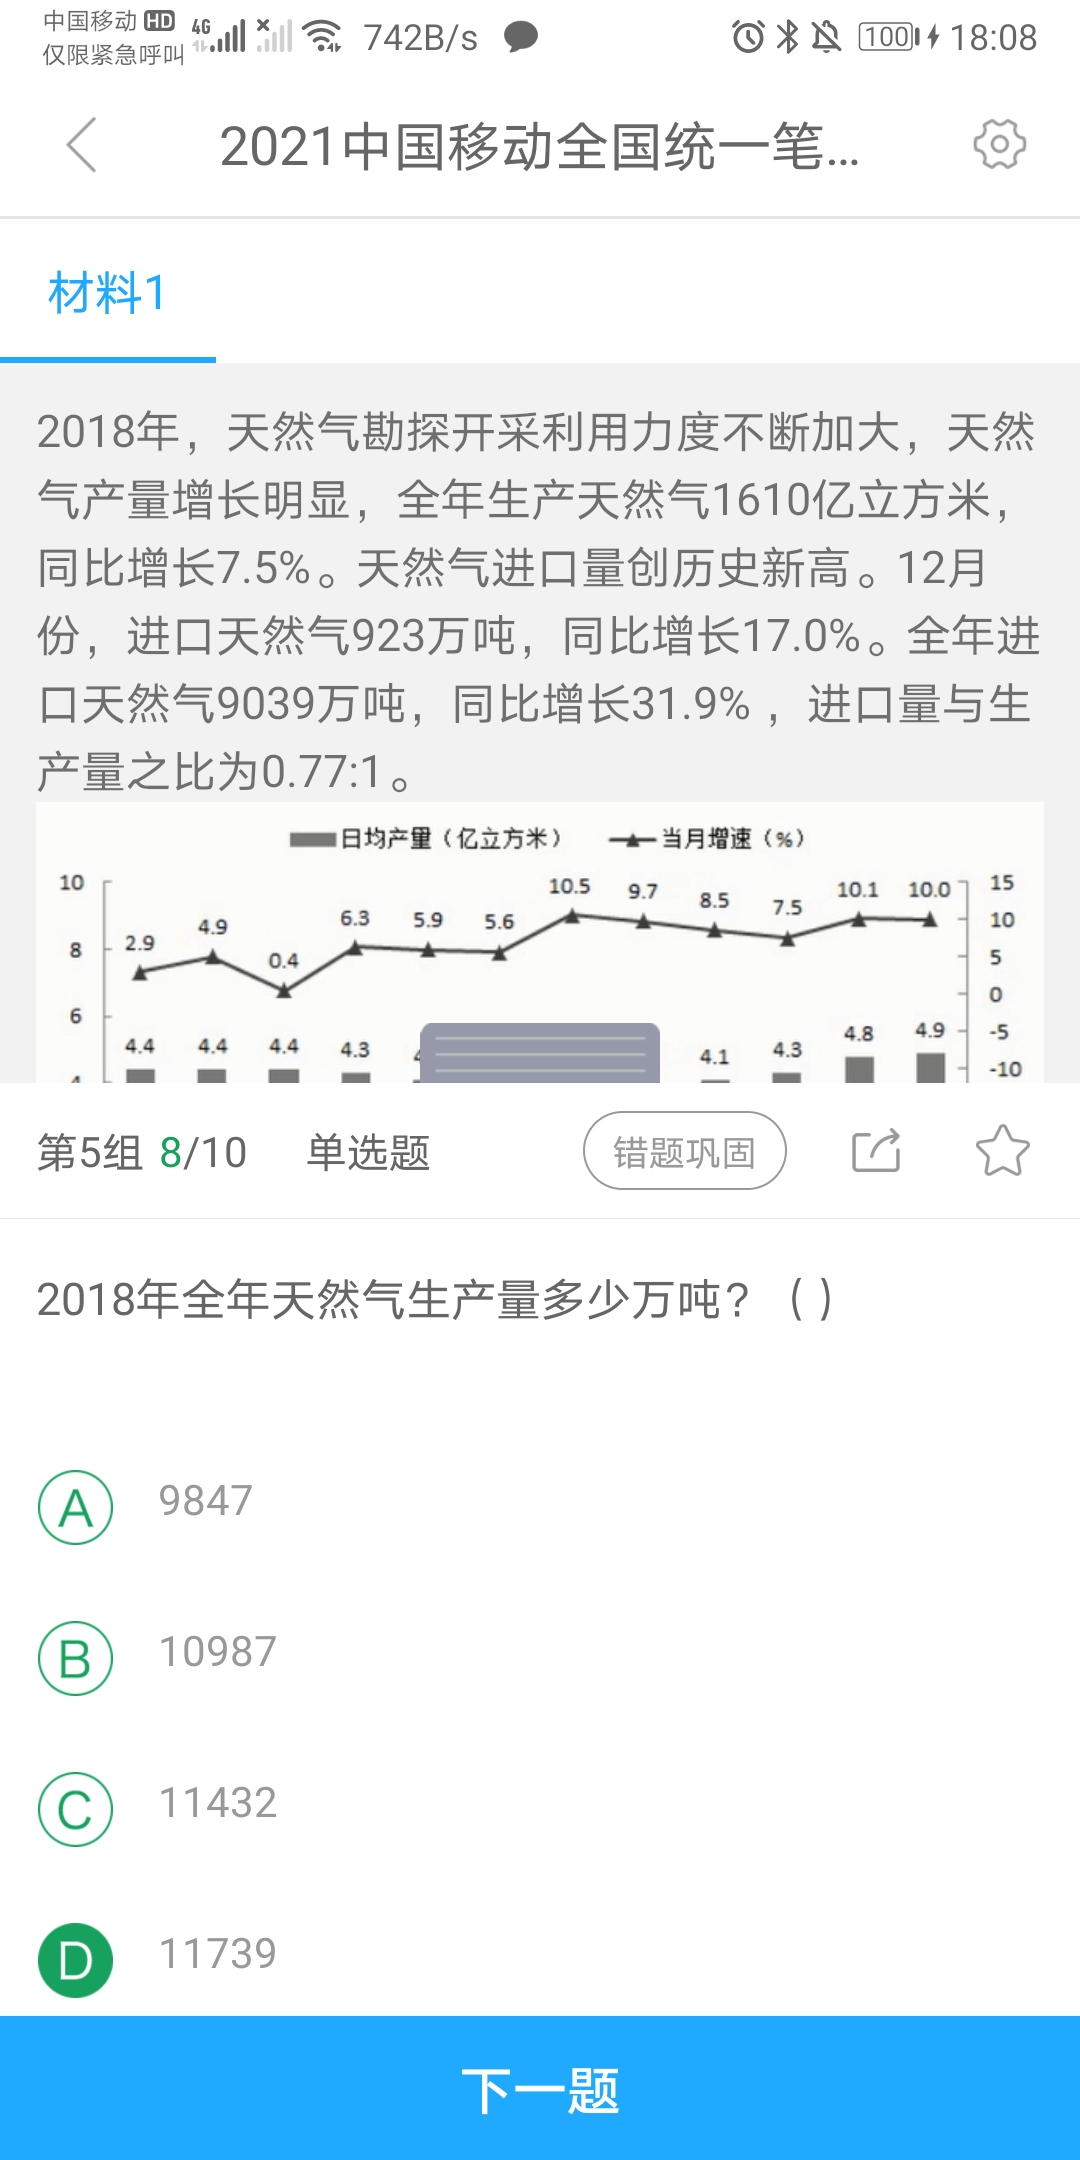 中国移动 HD 4G 742B/s 100 18:08
仅限紧急呼叫
2021中国移动全国统一笔...
材料1
2018年，天然气勘探开采利用力度不断加大，天然
气产量增长明显，全年生产天然气1610亿立方米，
同比增长7.5%。天然气进口量创历史新高。12月
份，进口天然气923万吨，同比增长17.0%。全年进
口天然气9039万吨，同比增长31.9%，进口量与生
产量之比为0.77:1。
日均产量（亿立方米） 当月增速（%）
10 8 6
2.9 4.9 0.4 6.3 5.9 5.6 10.5 9.7 8.5 7.5 10.1 10.0
15 10 5 0 -5 -10
4.4 4.4 4.4 4.3 4.1 4.3 4.8 4.9
第5组 8/10 单选题 错题巩固
2018年全年天然气生产量多少万吨？（）
A 9847
B 10987
C 11432
D 11739
下一题